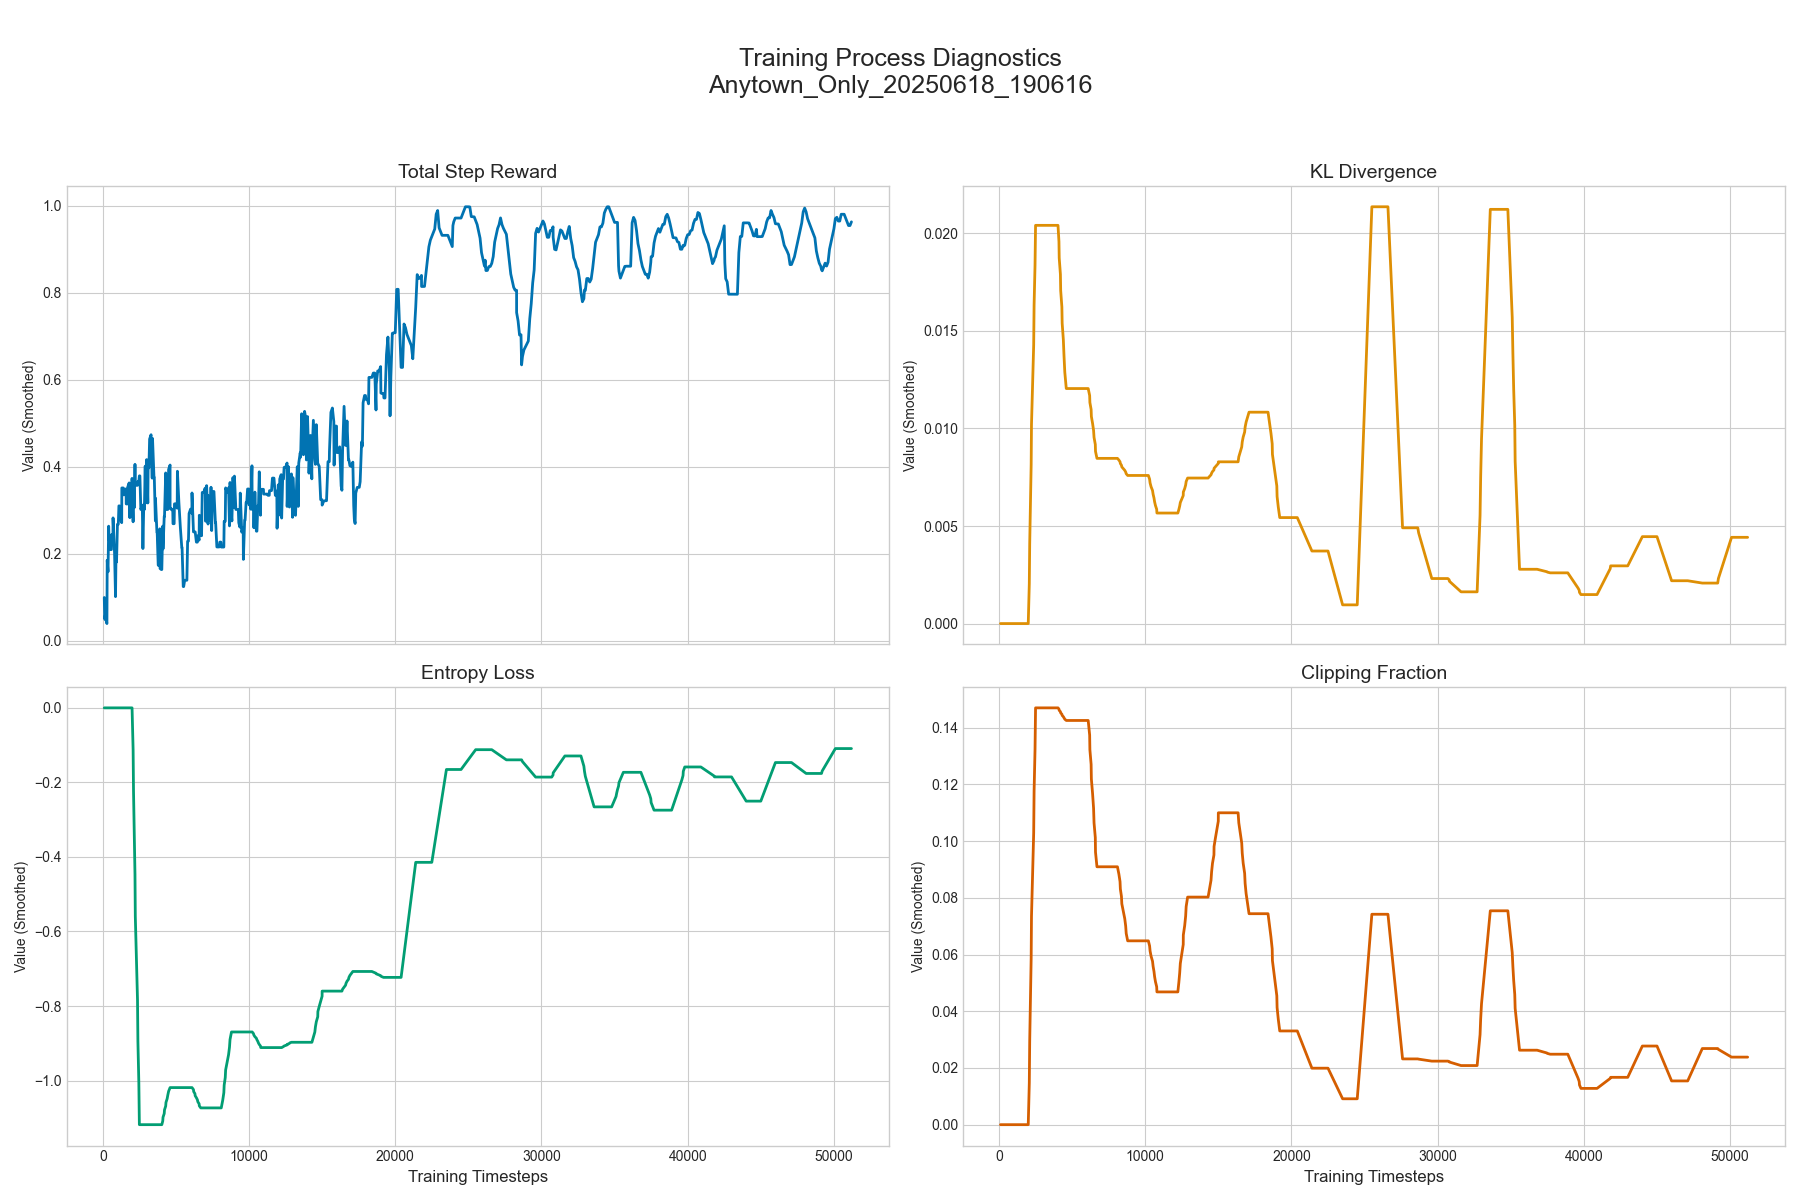 Training Process Diagnostics
Anytown_Only_20250618_190616
Total Step Reward
Value (Smoothed)
1.0
0.8
0.6
0.4
0.2
0.0
KL Divergence
Value (Smoothed)
0.020
0.015
0.010
0.005
0.000
Entropy Loss
Value (Smoothed)
0.0
−0.2
−0.4
−0.6
−0.8
−1.0
0 10000 20000 30000 40000 50000
Training Timesteps
Clipping Fraction
Value (Smoothed)
0.14
0.12
0.10
0.08
0.06
0.04
0.02
0.00
0 10000 20000 30000 40000 50000
Training Timesteps